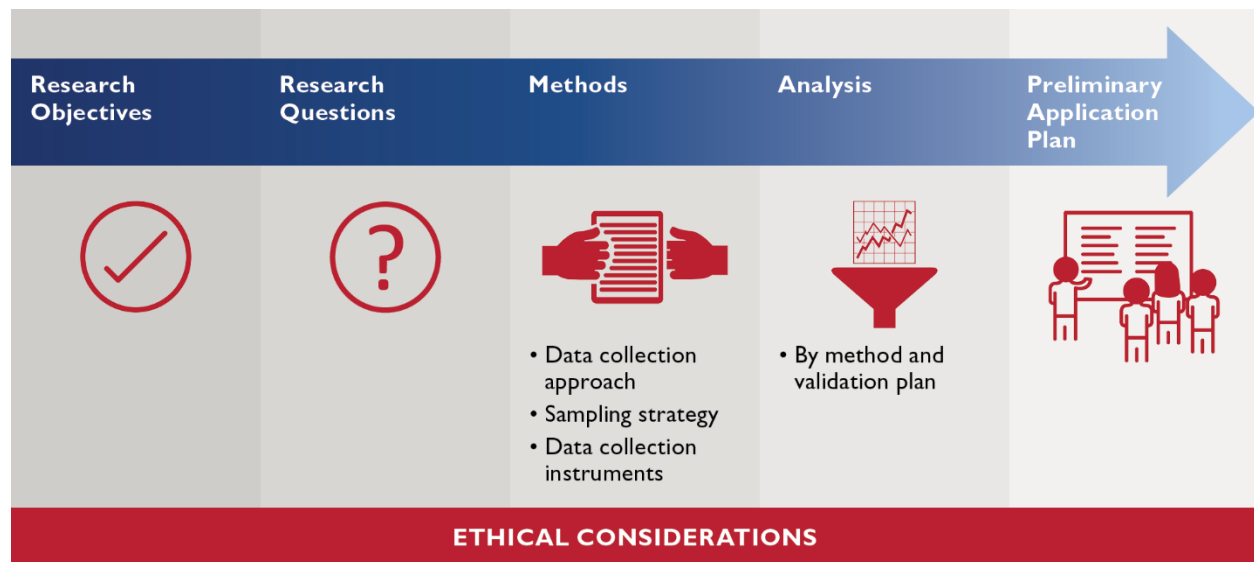 Research
Objectives
Research
Questions
Methods
Analysis
Preliminary
Application
Plan
?
• Data collection
approach
• Sampling strategy
• Data collection
instruments
• By method and
validation plan
ETHICAL CONSIDERATIONS